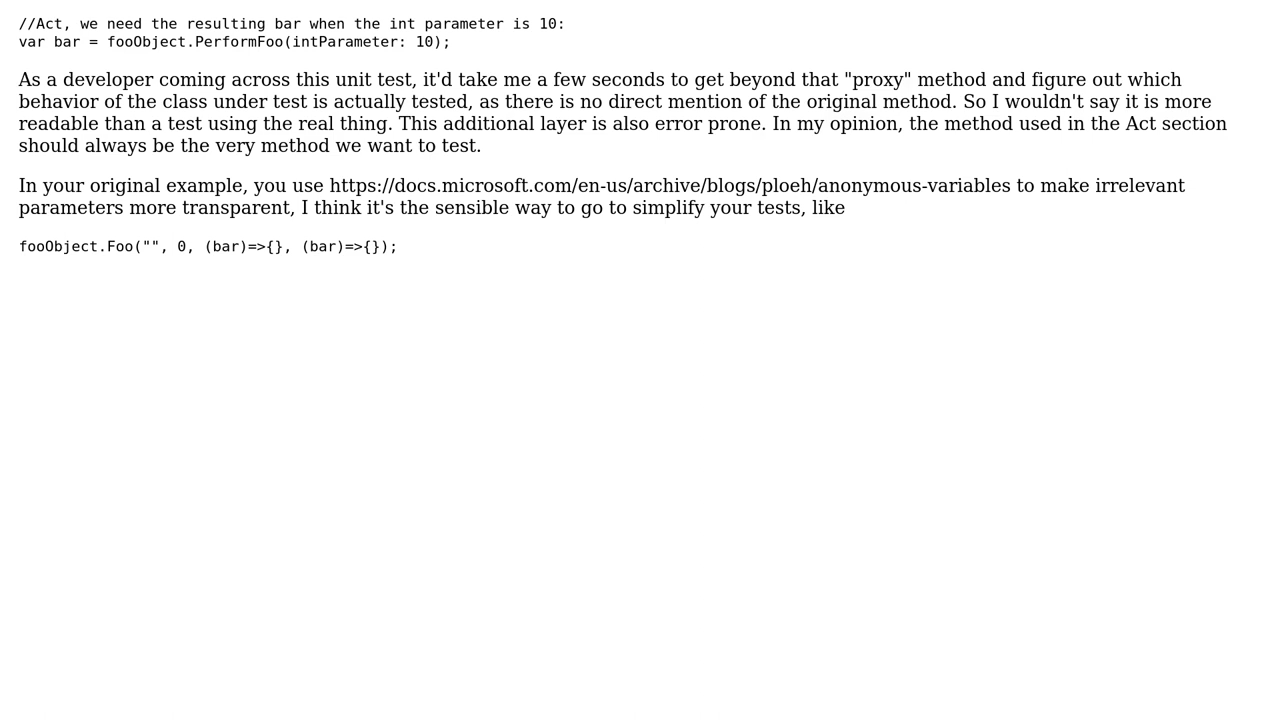 //Act, we need the resulting bar when the int parameter is 10:
var bar = fooObject.PerformFoo(intParameter: 10);
As a developer coming across this unit test, it'd take me a few seconds to get beyond that "proxy" method and figure out which
behavior of the class under test is actually tested, as there is no direct mention of the original method. So I wouldn't say it is more
readable than a test using the real thing. This additional layer is also error prone. In my opinion, the method used in the Act section
should always be the very method we want to test.
In your original example, you use https://docs.microsoft.com/en-us/archive/blogs/ploeh/anonymous-variables to make irrelevant
parameters more transparent, I think it's the sensible way to go to simplify your tests, like
fooObject.Foo("", 0, (bar)=>{}, (bar)=>{});